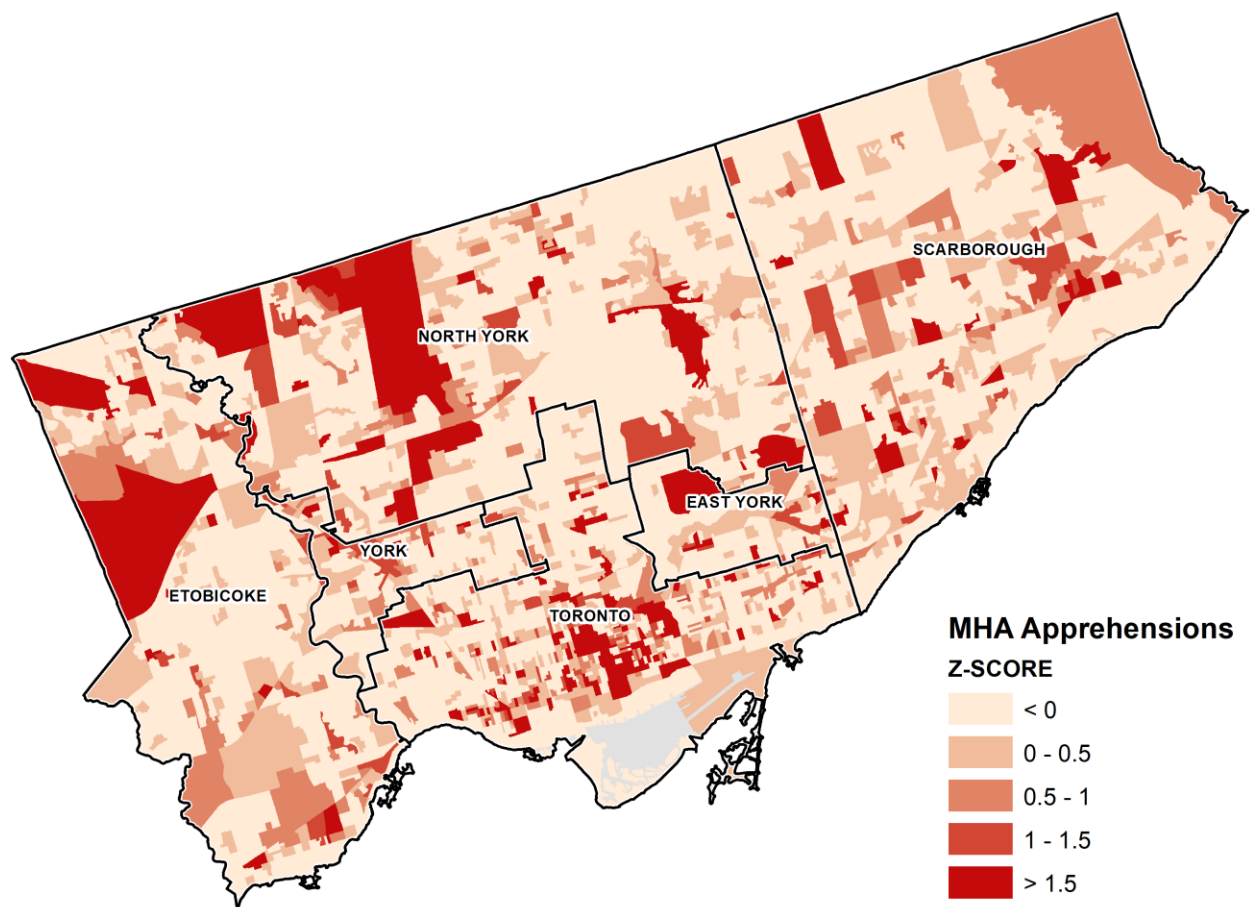 SCARBOROUGH
NORTH YORK
EAST YORK
YORK
ETOBICOKE
TORONTO
MHA Apprehensions
Z-SCORE
< 0
0 - 0.5
0.5 - 1
1 - 1.5
> 1.5